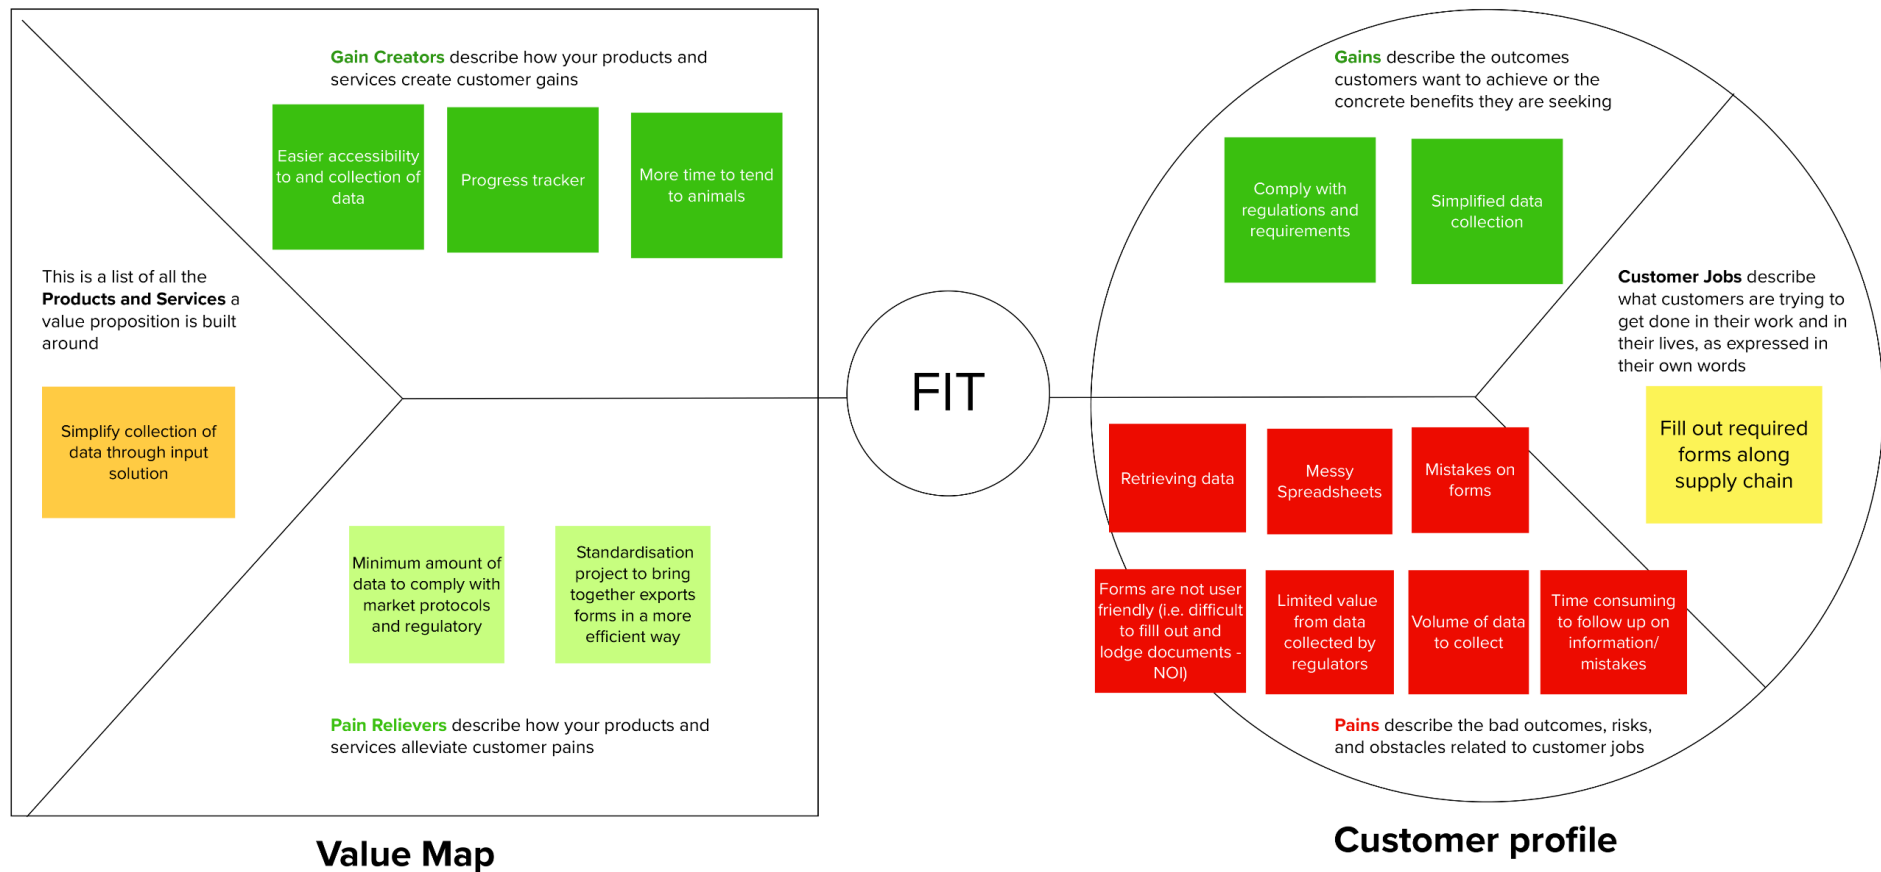 Gain Creators describe how your products and
services create customer gains
Easier accessibility
to and collection of
data
Progress tracker
More time to tend
to animals
This is a list of all the
Products and Services a
value proposition is built
around
Simplify collection of
data through input
solution
Minimum amount of
data to comply with
market protocols
and regulatory
Standardisation
project to bring
together exports
forms in a more
efficient way
Pain Relievers describe how your products and
services alleviate customer pains
Value Map
FIT
Gains describe the outcomes
customers want to achieve or the
concrete benefits they are seeking
Comply with
regulations and
requirements
Simplified data
collection
Customer Jobs describe
what customers are trying to
get done in their work and in
their lives, as expressed in
their own words
Fill out required
forms along
supply chain
Retrieving data
Messy
Spreadsheets
Mistakes on
forms
Forms are not user
friendly (i.e. difficult
to filll out and
lodge documents -
NOI)
Limited value
from data
collected by
regulators
Volume of data
to collect
Time consuming
to follow up on
information/
mistakes
Pains describe the bad outcomes, risks,
and obstacles related to customer jobs
Customer profile